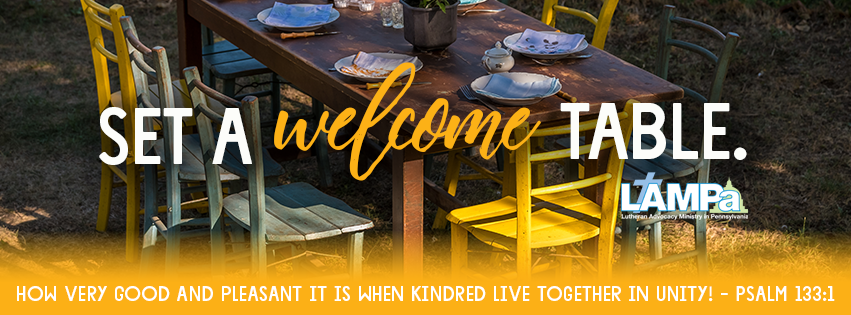 SET A welcome TABLE.
LAMPa
Lutheran Advocacy Ministry in Pennsylvania
HOW VERY GOOD AND PLEASANT IT IS WHEN KINDRED LIVE TOGETHER IN UNITY! - PSALM 133:1